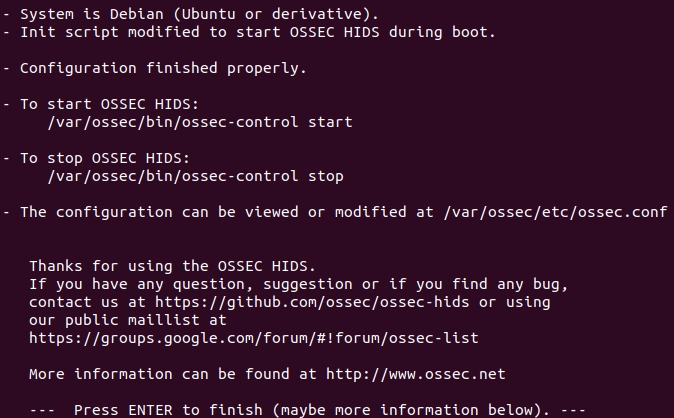 - System is Debian (Ubuntu or derivative).
- Init script modified to start OSSEC HIDS during boot.
- Configuration finished properly.
- To start OSSEC HIDS:
/var/ossec/bin/ossec-control start
- To stop OSSEC HIDS:
/var/ossec/bin/ossec-control stop
- The configuration can be viewed or modified at /var/ossec/etc/ossec.conf
Thanks for using the OSSEC HIDS.
If you have any question, suggestion or if you find any bug,
contact us at https://github.com/ossec/ossec-hids or using
our public maillist at
https://groups.google.com/forum/#!forum/ossec-list
More information can be found at http://www.ossec.net
--- Press ENTER to finish (maybe more information below). ---